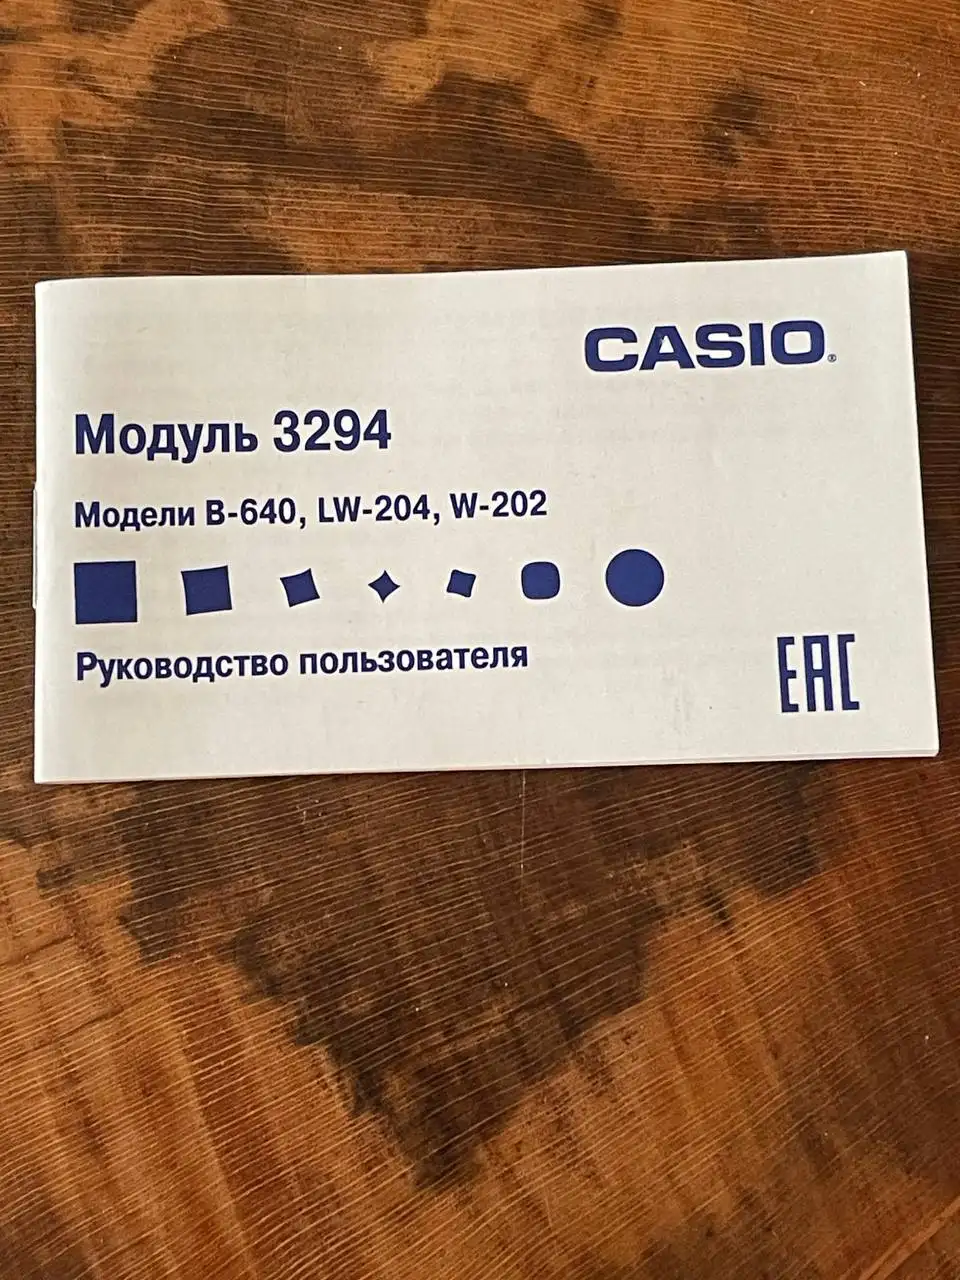 CASIO®
Модуль 3294
Модели B-640, LW-204, W-202
Руководство пользователя
EAC